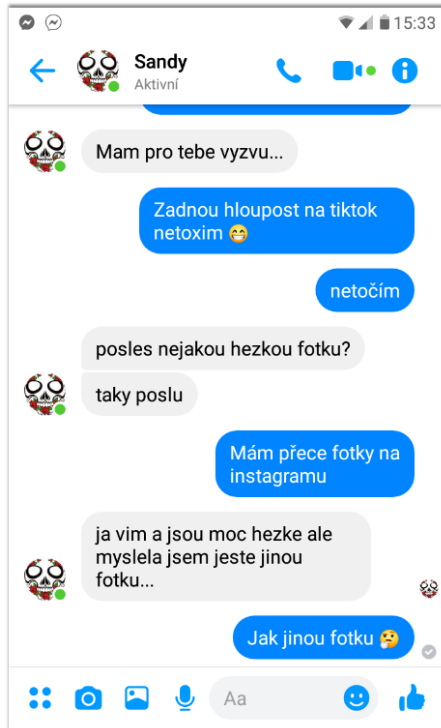 15:33
Sandy
Aktivní
Mam pro tebe vyzvu...
Zadnou hloupost na tiktok
netoxim 😁
netočím
posles nejakou hezkou fotku?
taky poslu
Mám přece fotky na
instagramu
ja vim a jsou moc hezke ale
myslela jsem jeste jinou
fotku...
Jak jinou fotku 🤔
Aa